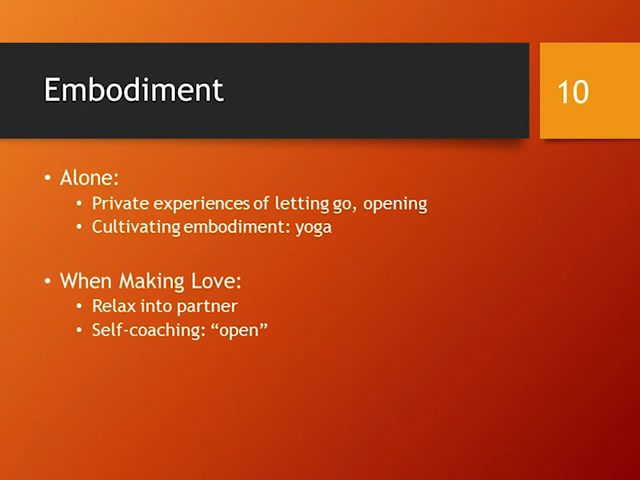 Embodiment
10
• Alone:
• Private experiences of letting go, opening
• Cultivating embodiment: yoga
• When Making Love:
• Relax into partner
• Self-coaching: “open”